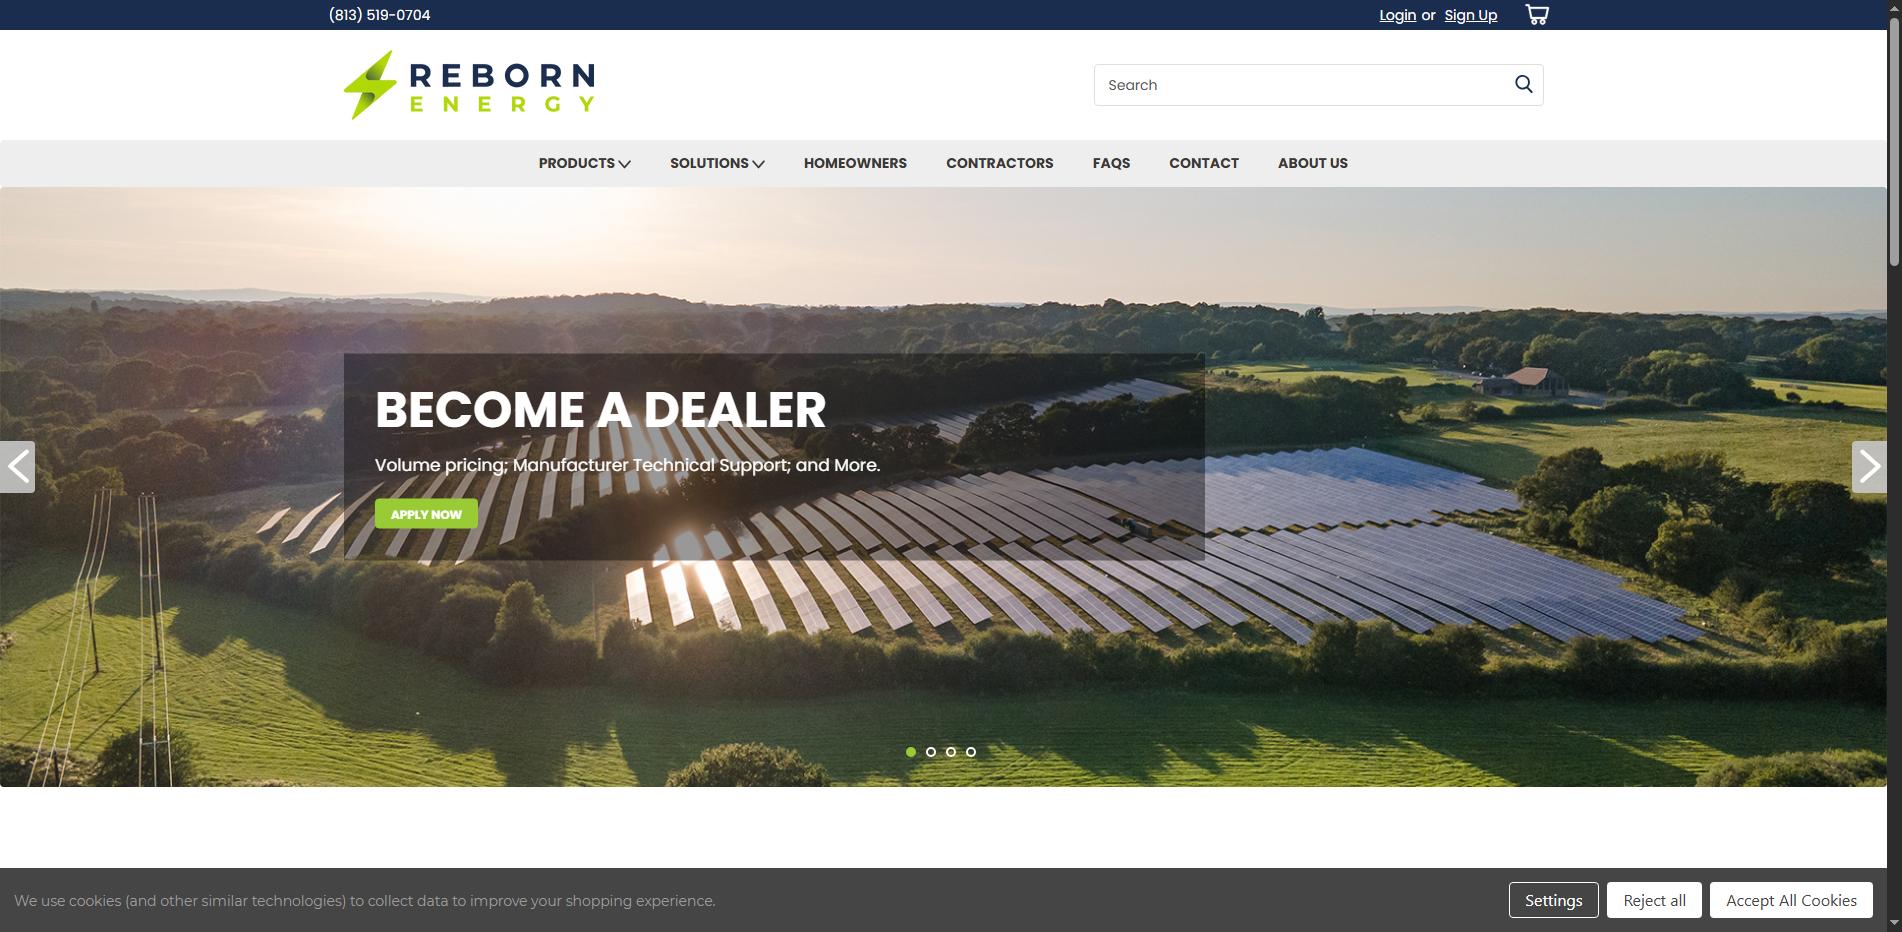 (813) 519-0704
Login or Sign Up
REBORN
ENERGY
Search
PRODUCTS SOLUTIONS HOMEOWNERS CONTRACTORS FAQS CONTACT ABOUT US
BECOME A DEALER
Volume pricing; Manufacturer Technical Support; and More.
APPLY NOW
We use cookies (and other similar technologies) to collect data to improve your shopping experience.
Settings Reject all Accept All Cookies